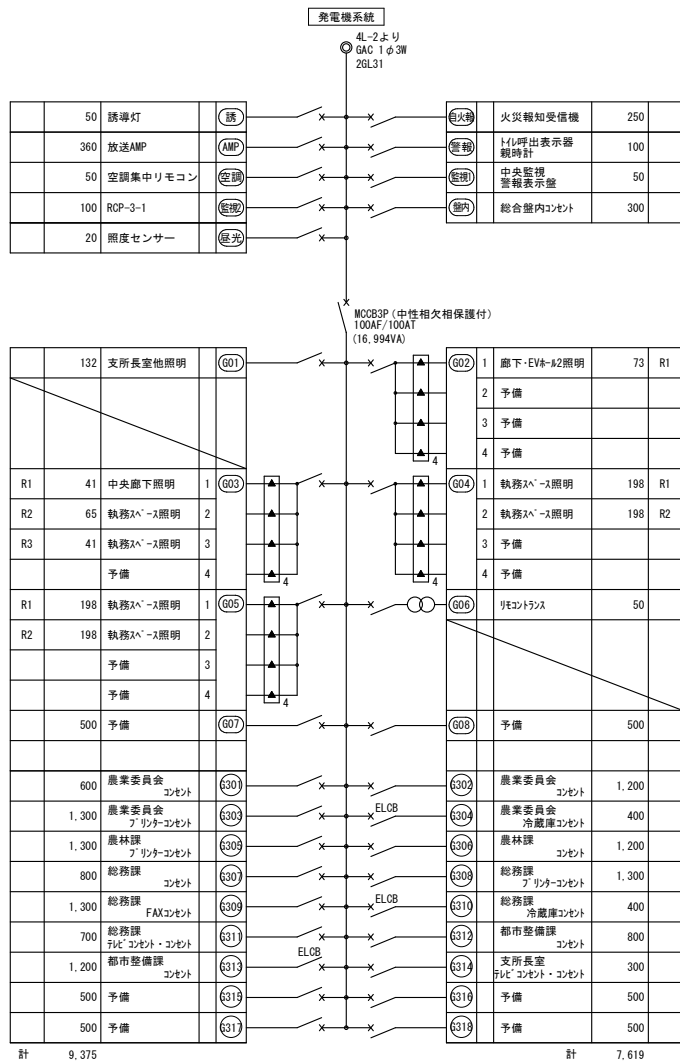 発電機系統
4L-2より
GAC 1φ3W
2GL31
50 誘導灯 誘
自火報 火災報知受信機 250
360 放送AMP AMP
警報 トイレ呼出表示器 親時計 100
50 空調集中リモコン 空調
監視1 中央監視 警報表示盤 50
100 RCP-3-1 監視2
盤内 総合盤内コンセント 300
20 照度センサー 昼光
MCCB3P(中性相欠相保護付)
100AF/100AT
(16,994VA)
132 支所長室他照明 G01
G02 1 廊下・EVホール2照明 73 R1
2 予備
3 予備
4 予備
4
R1 41 中央廊下照明 1 G03
G04 1 執務スペース照明 198 R1
R2 65 執務スペース照明 2
2 執務スペース照明 198 R2
R3 41 執務スペース照明 3
3 予備
予備 4
4 予備
4 4
R1 198 執務スペース照明 1 G05
G06 リモコントランス 50
R2 198 執務スペース照明 2
予備 3
予備 4
4
500 予備 G07
G08 予備 500
600 農業委員会 コンセント G301
G302 農業委員会 コンセント 1,200
1,300 農業委員会 プリンターコンセント G303
ELCB G304 農業委員会 冷蔵庫コンセント 400
1,300 農林課 プリンターコンセント G305
G306 農林課 コンセント 1,200
800 総務課 コンセント G307
G308 総務課 プリンターコンセント 1,300
1,300 総務課 FAXコンセント G309
ELCB G310 総務課 冷蔵庫コンセント 400
700 総務課 テレビコンセント・コンセント G311
G312 都市整備課 コンセント 800
1,200 都市整備課 コンセント G313 ELCB
G314 支所長室 テレビコンセント・コンセント 300
500 予備 G315
G316 予備 500
500 予備 G317
G318 予備 500
計 9,375
計 7,619